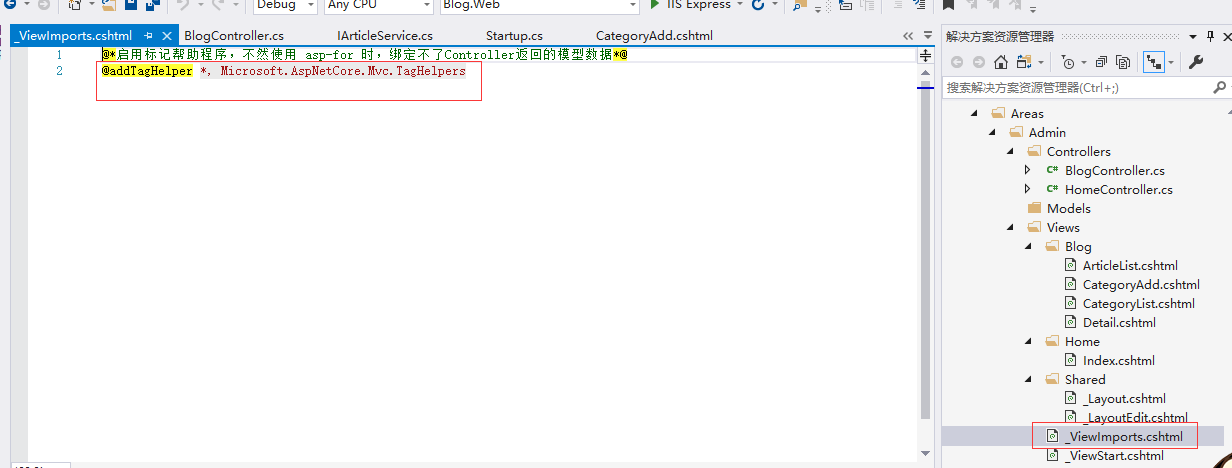 Debug Any CPU Blog.Web IIS Express
_ViewImports.cshtml BlogController.cs IArticleService.cs Startup.cs CategoryAdd.cshtml
1 @*启用标记帮助程序，不然使用 asp-for 时，绑定不了Controller返回的模型数据*@
2 @addTagHelper *, Microsoft.AspNetCore.Mvc.TagHelpers
解决方案资源管理器
搜索解决方案资源管理器(Ctrl+;)
Areas
Admin
Controllers
C# BlogController.cs
C# HomeController.cs
Models
Views
Blog
ArticleList.cshtml
CategoryAdd.cshtml
CategoryList.cshtml
Detail.cshtml
Home
Index.cshtml
Shared
_Layout.cshtml
_LayoutEdit.cshtml
_ViewImports.cshtml
_ViewStart.cshtml